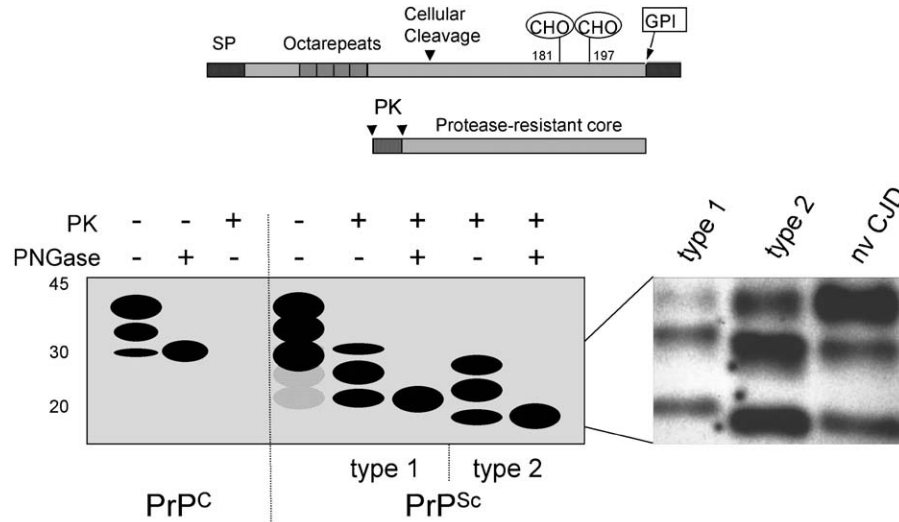 Cellular
Cleavage
CHO CHO
GPI
SP
Octarepeats
181
197
PK
Protease-resistant core
PK - - + - + + + +
PNGase - + - - - + - +
45
30
20
type 1
type 2
PrPC
PrPSc
type 1
type 2
nv CJD